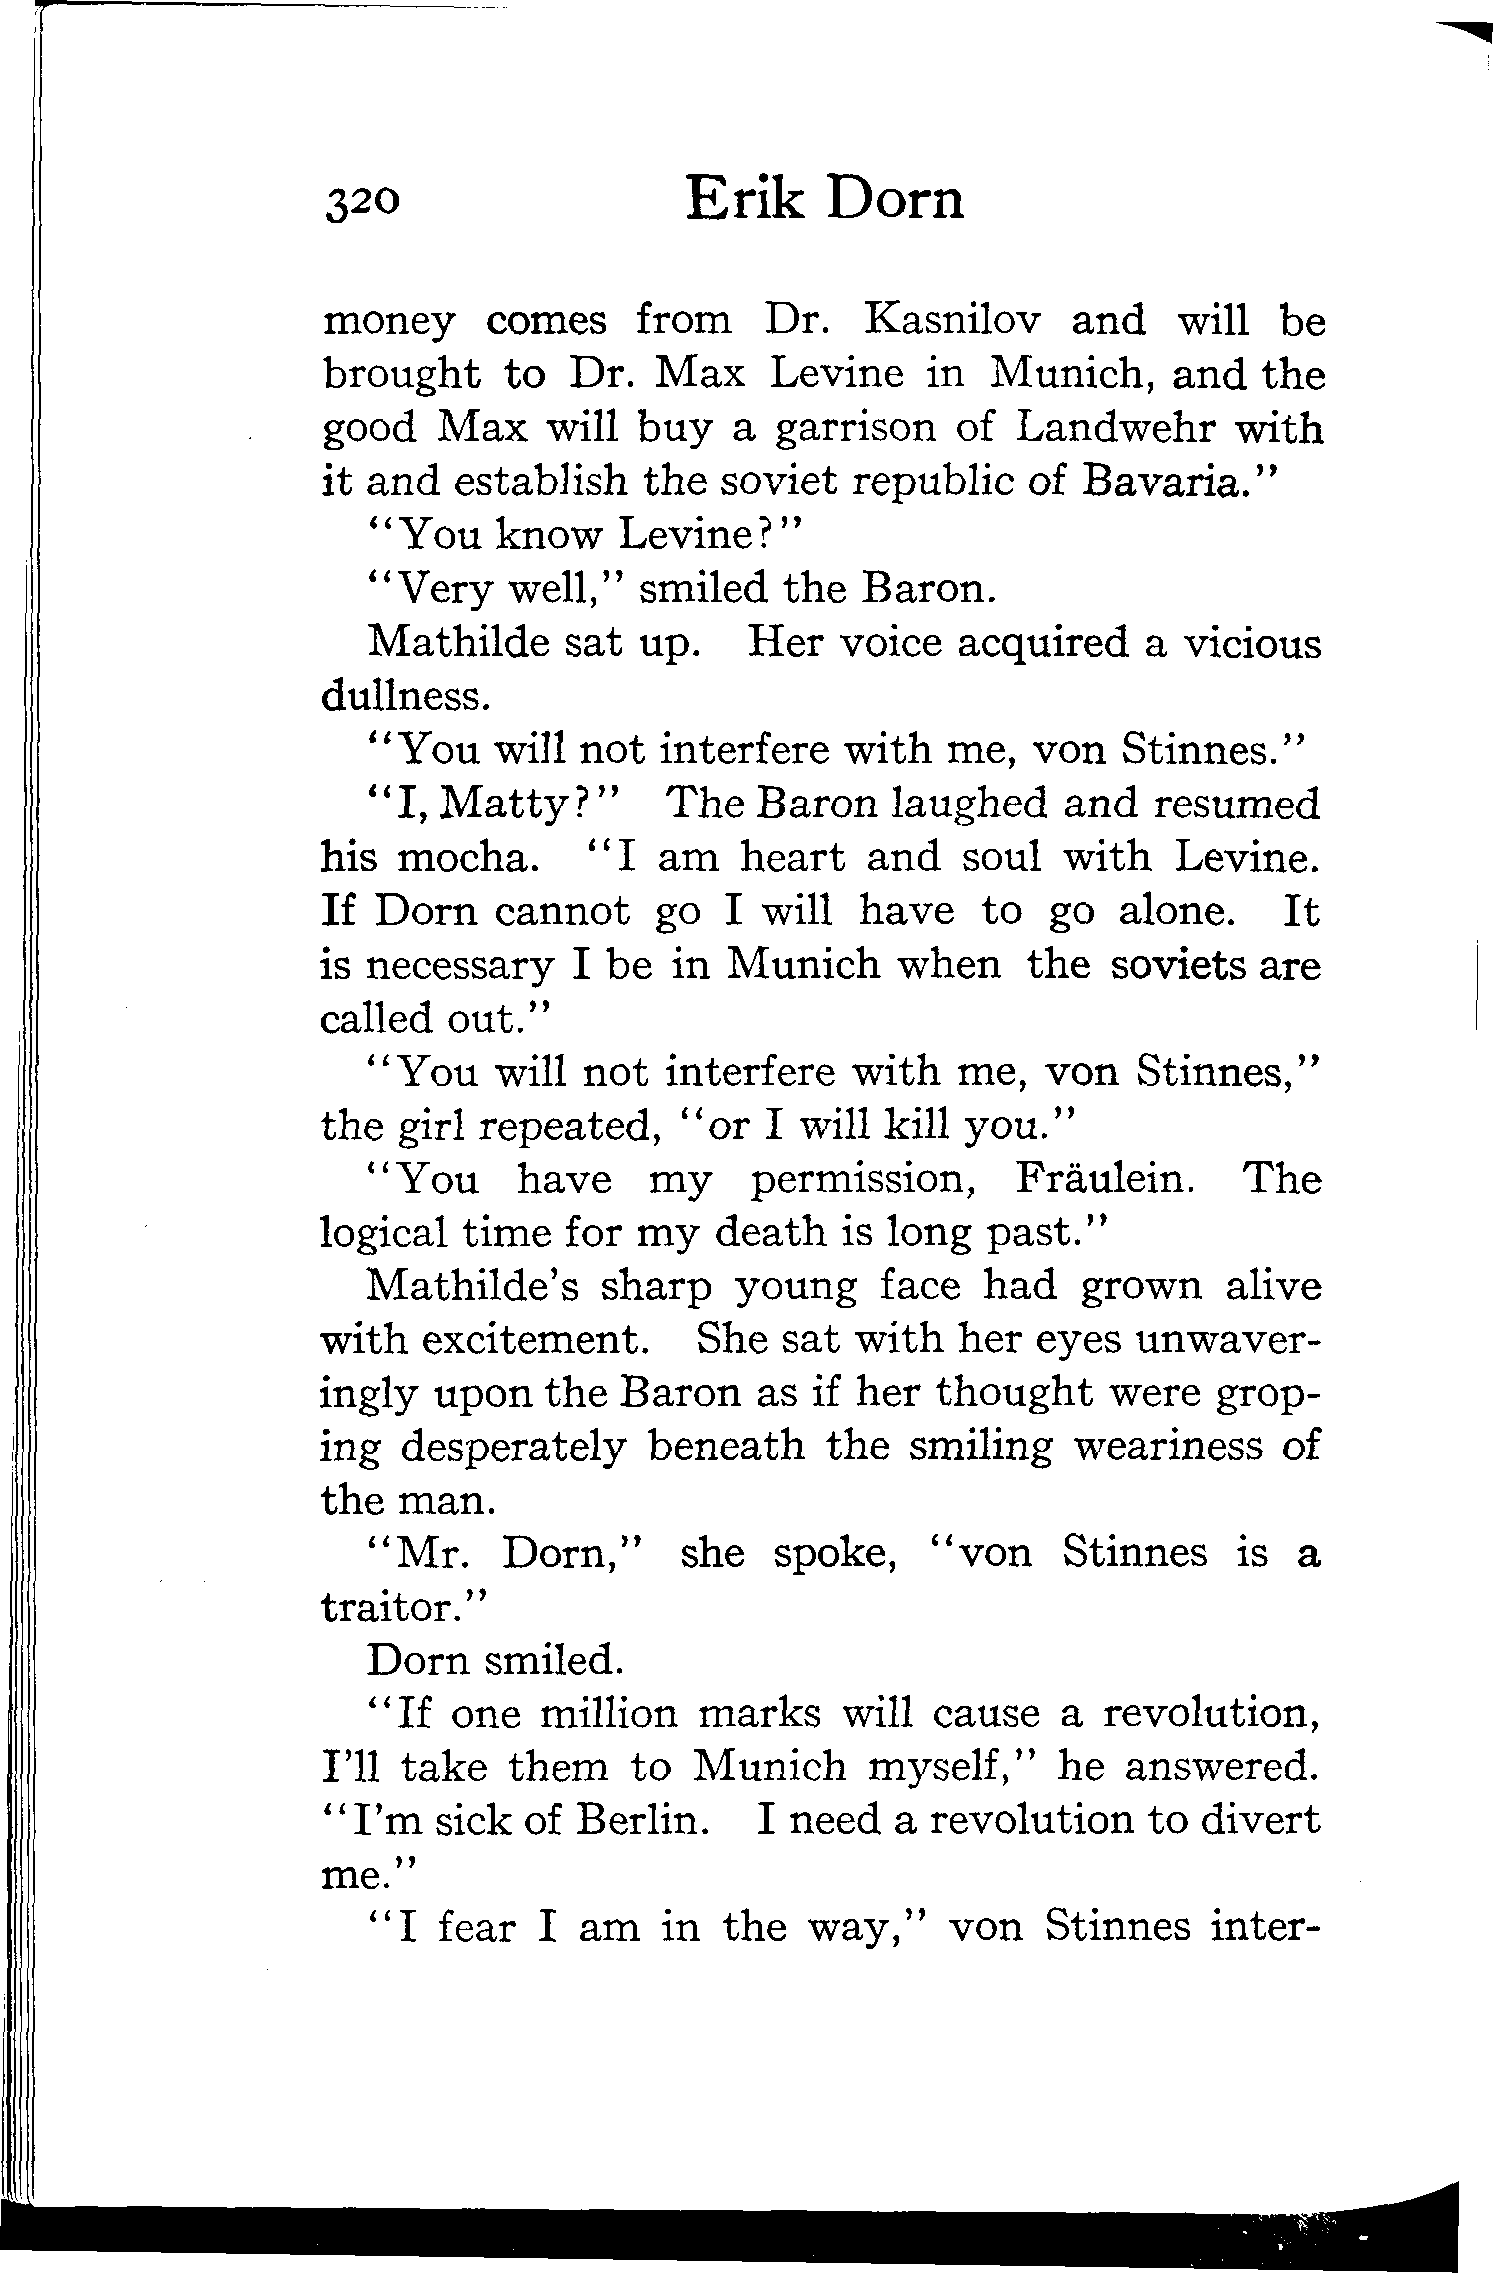 320 Erik Dorn
money comes from Dr. Kasnilov and will be
brought to Dr. Max Levine in Munich, and the
good Max will buy a garrison of Landwehr with
it and establish the soviet republic of Bavaria."
"You know Levine?"
"Very well," smiled the Baron.
Mathilde sat up. Her voice acquired a vicious
dullness.
"You will not interfere with me, von Stinnes."
"I, Matty?" The Baron laughed and resumed
his mocha. "I am heart and soul with Levine.
If Dorn cannot go I will have to go alone. It
is necessary I be in Munich when the soviets are
called out."
"You will not interfere with me, von Stinnes,"
the girl repeated, "or I will kill you."
"You have my permission, Fräulein. The
logical time for my death is long past."
Mathilde's sharp young face had grown alive
with excitement. She sat with her eyes unwaver-
ingly upon the Baron as if her thought were grop-
ing desperately beneath the smiling weariness of
the man.
"Mr. Dorn," she spoke, "von Stinnes is a
traitor."
Dorn smiled.
"If one million marks will cause a revolution,
I'll take them to Munich myself," he answered.
"I'm sick of Berlin. I need a revolution to divert
me."
"I fear I am in the way," von Stinnes inter-